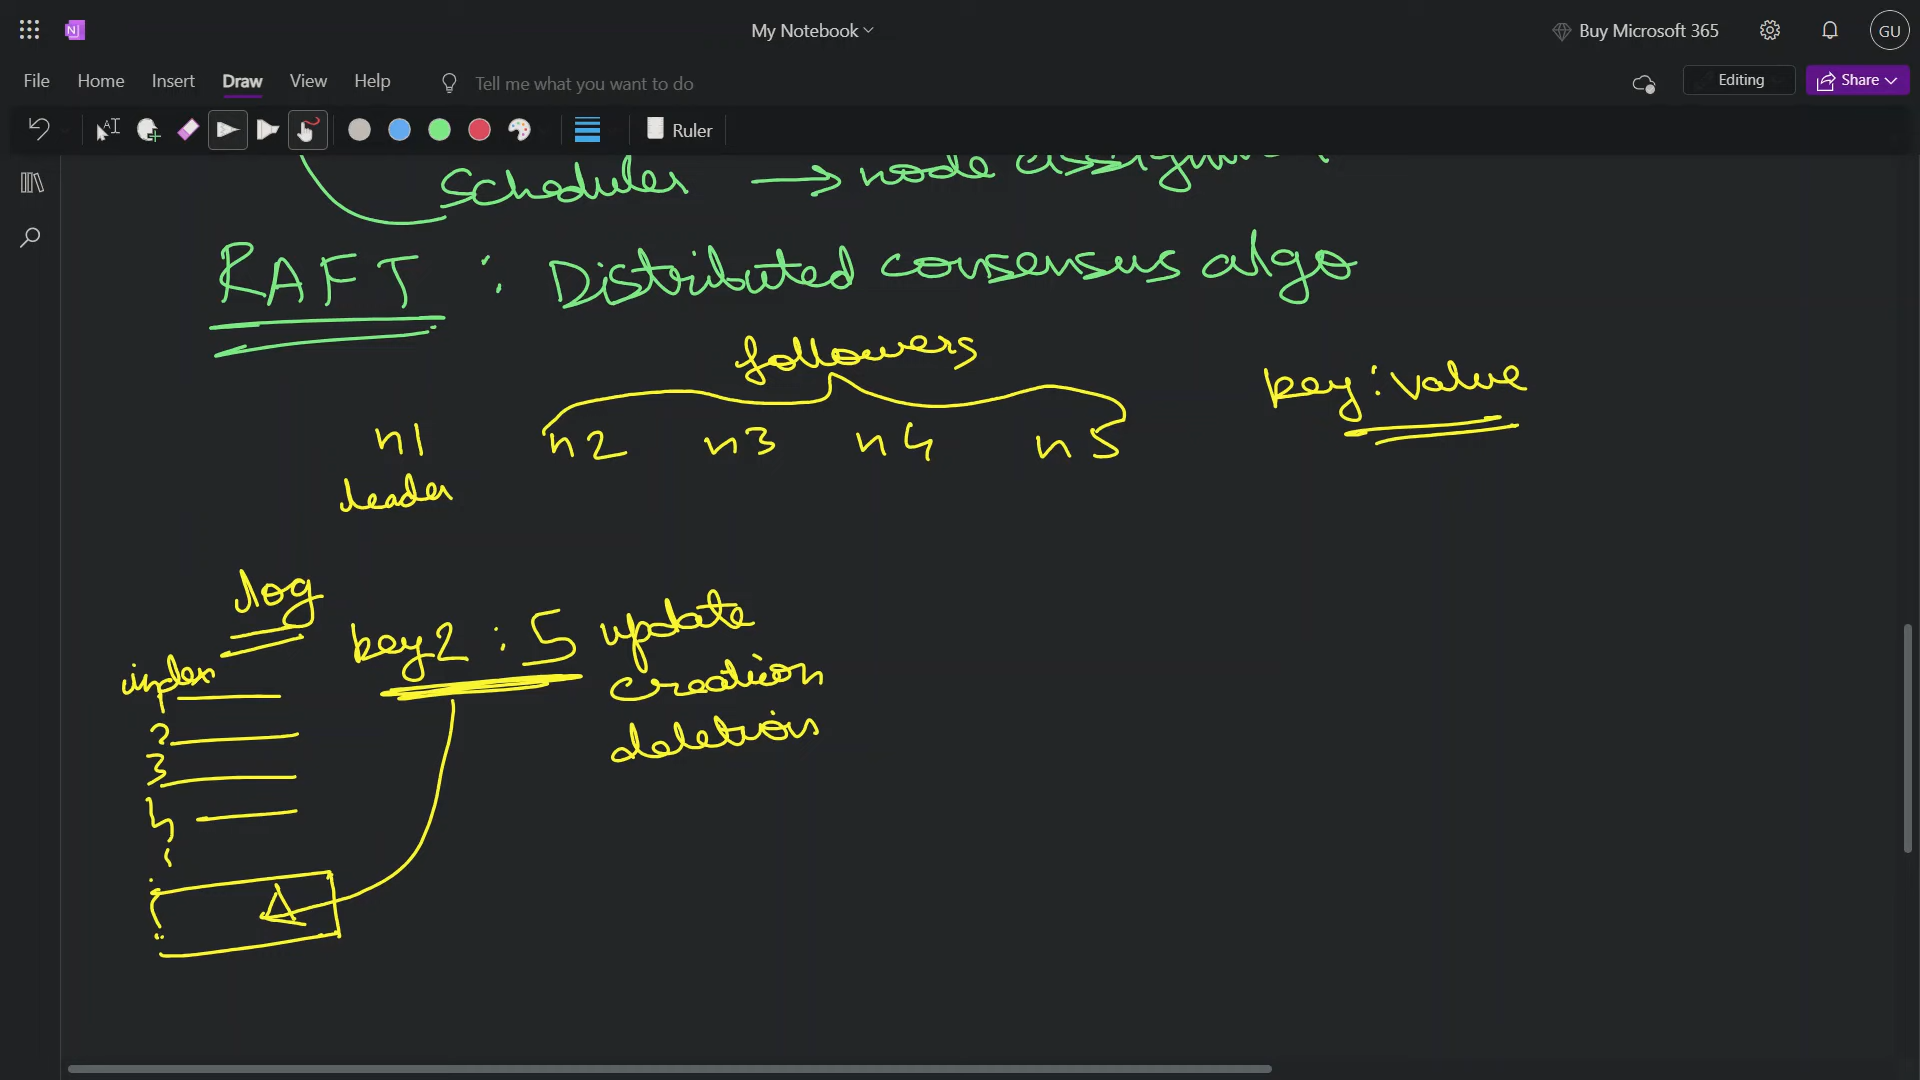 My Notebook
Buy Microsoft 365
GU
File Home Insert Draw View Help
Tell me what you want to do
Editing
Share
Ruler
Scheduler → node
RAFT : Distributed consensus algo
followers
key : value
n1 n2 n3 n4 n5
leader
log
key2 : 5 update
index
creation
1
2
deletion
3
4